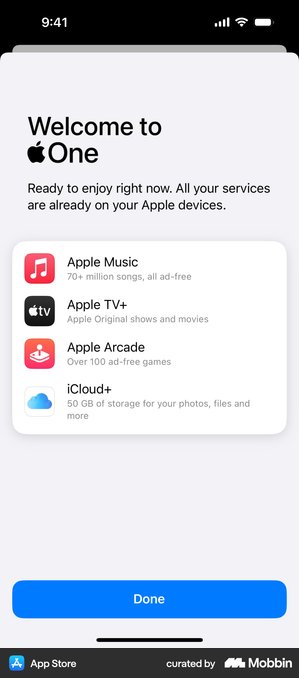 9:41
Welcome to
One
Ready to enjoy right now. All your services
are already on your Apple devices.
Apple Music
70+ million songs, all ad-free
tv
Apple TV+
Apple Original shows and movies
Apple Arcade
Over 100 ad-free games
iCloud+
50 GB of storage for your photos, files and
more
Done
App Store
curated by Mobbin